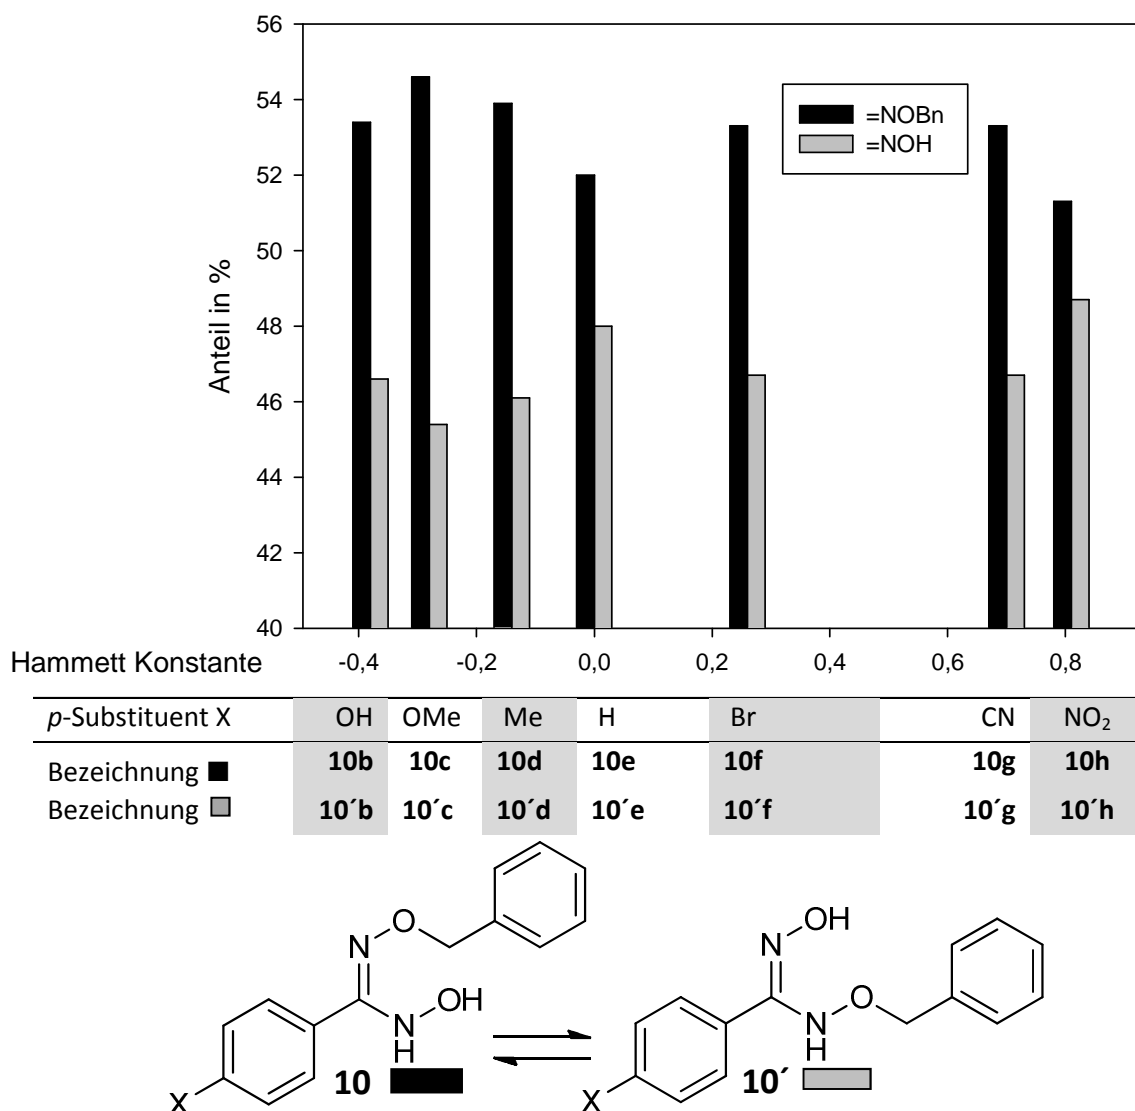 56
54
52
50
48
46
44
42
40
Anteil in %
=NOBn
=NOH
Hammett Konstante -0,4 -0,2 0,0 0,2 0,4 0,6 0,8
p-Substituent X OH OMe Me H Br CN NO₂
Bezeichnung 10b 10c 10d 10e 10f 10g 10h
Bezeichnung 10´b 10´c 10´d 10´e 10´f 10´g 10´h
O
N
OH
N
H
X
10
OH
N
O
N
H
X
10´